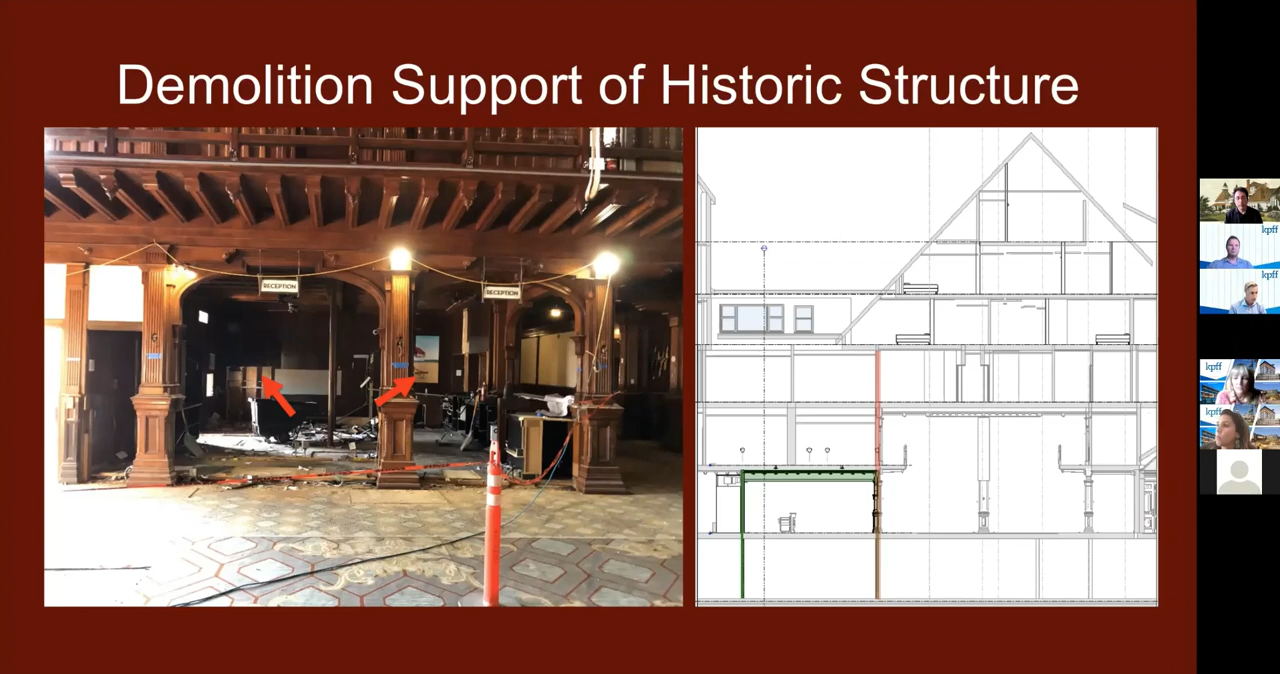 Demolition Support of Historic Structure
RECEPTION
RECEPTION
kpff
kpff
kpff
kpff